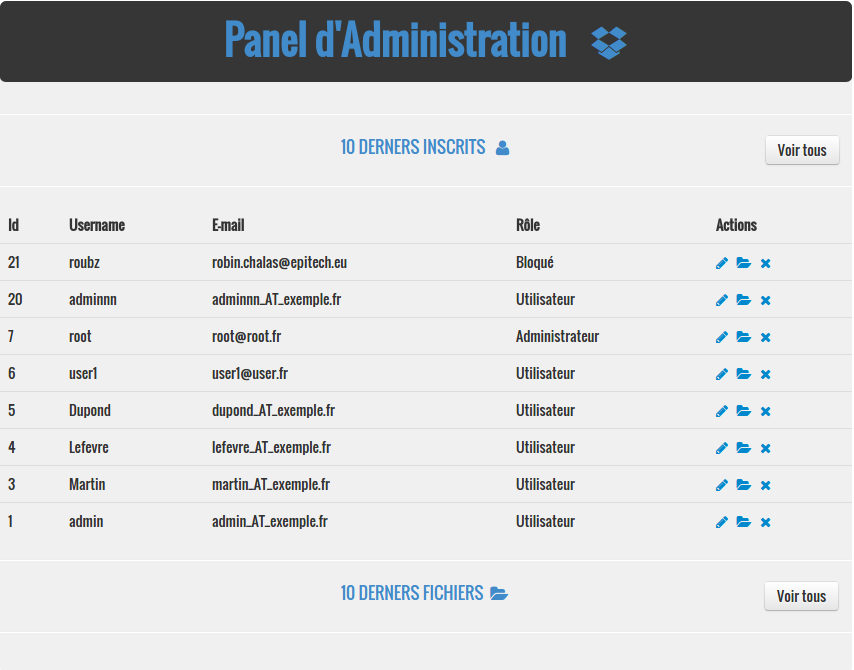 Panel d'Administration
10 DERNERS INSCRITS
Voir tous
Id Username E-mail Rôle Actions
21 roubz robin.chalas@epitech.eu Bloqué
20 adminnn adminnn_AT_exemple.fr Utilisateur
7 root root@root.fr Administrateur
6 user1 user1@user.fr Utilisateur
5 Dupond dupond_AT_exemple.fr Utilisateur
4 Lefevre lefevre_AT_exemple.fr Utilisateur
3 Martin martin_AT_exemple.fr Utilisateur
1 admin admin_AT_exemple.fr Utilisateur
10 DERNERS FICHIERS
Voir tous